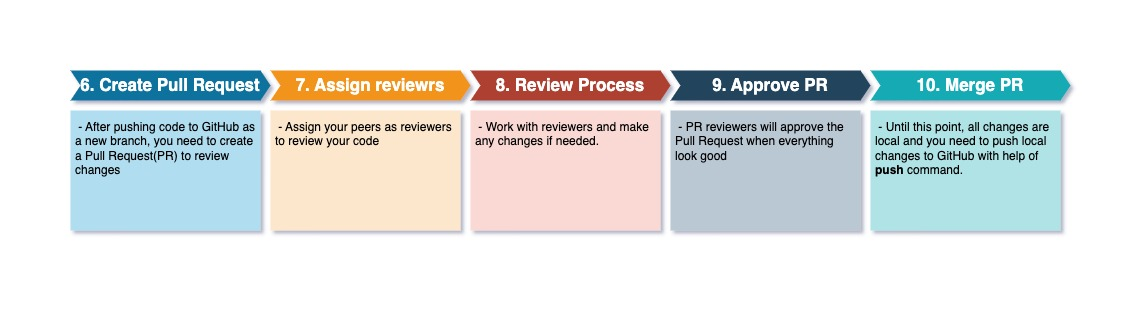 6. Create Pull Request
7. Assign reviewrs
8. Review Process
9. Approve PR
10. Merge PR
- After pushing code to GitHub as
a new branch, you need to create
a Pull Request(PR) to review
changes
- Assign your peers as reviewers
to review your code
- Work with reviewers and make
any changes if needed.
- PR reviewers will approve the
Pull Request when everything
look good
- Until this point, all changes are
local and you need to push local
changes to GitHub with help of
push command.